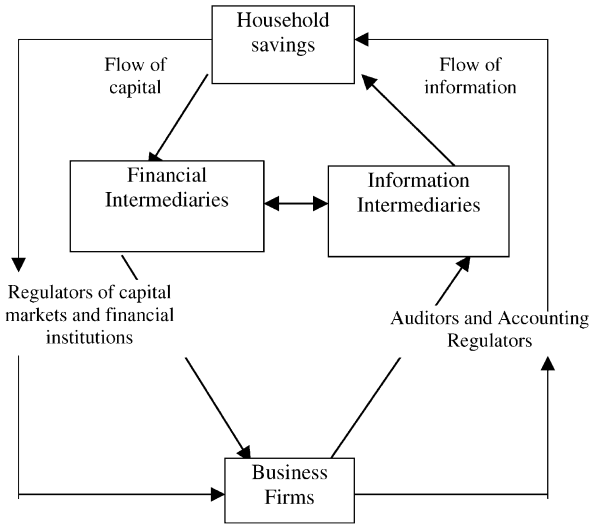 Household
savings
Flow of
capital
Flow of
information
Financial
Intermediaries
Information
Intermediaries
Regulators of capital
markets and financial
institutions
Auditors and Accounting
Regulators
Business
Firms